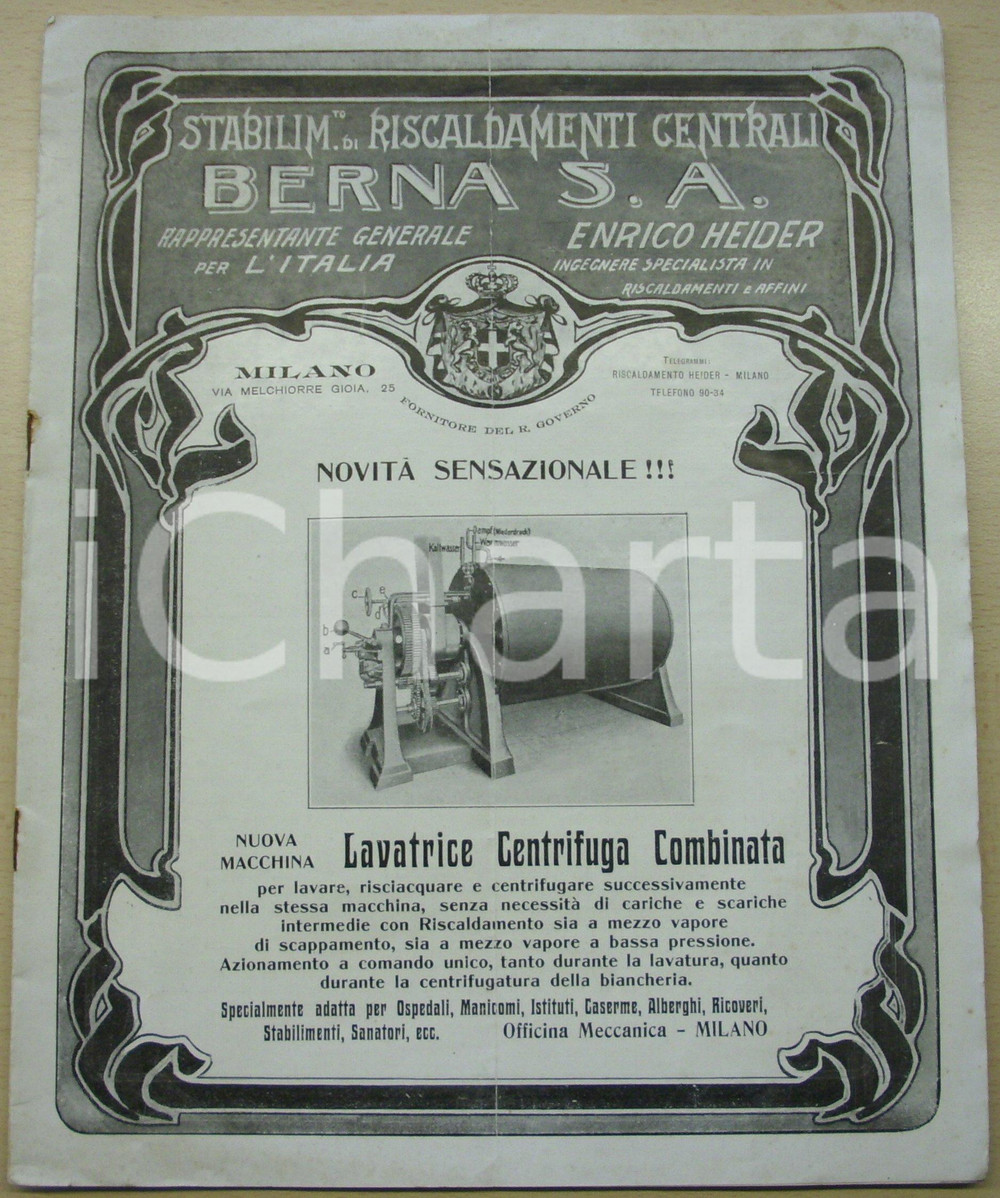 STABILIM.TO DI RISCALDAMENTI CENTRALI
BERNA S. A.
RAPPRESENTANTE GENERALE
PER L'ITALIA
ENRICO HEIDER
INGEGNERE SPECIALISTA IN
RISCALDAMENTI E AFFINI
MILANO
VIA MELCHIORRE GIOIA, 25
TELEGRAMMI:
RISCALDAMENTO HEIDER - MILANO
TELEFONO 90-34
FORNITORE DEL R. GOVERNO
NOVITÀ SENSAZIONALE!!!
Dampf (Niederdruck)
Warmwasser
Kaltwasser
c
e
d
b
a
iCharta
NUOVA
MACCHINA
Lavatrice Centrifuga Combinata
per lavare, risciacquare e centrifugare successivamente
nella stessa macchina, senza necessità di cariche e scariche
intermedie con Riscaldamento sia a mezzo vapore
di scappamento, sia a mezzo vapore a bassa pressione.
Azionamento a comando unico, tanto durante la lavatura, quanto
durante la centrifugatura della biancheria.
Specialmente adatta per Ospedali, Manicomi, Istituti, Caserme, Alberghi, Ricoveri,
Stabilimenti, Sanatori, ecc. Officina Meccanica - MILANO